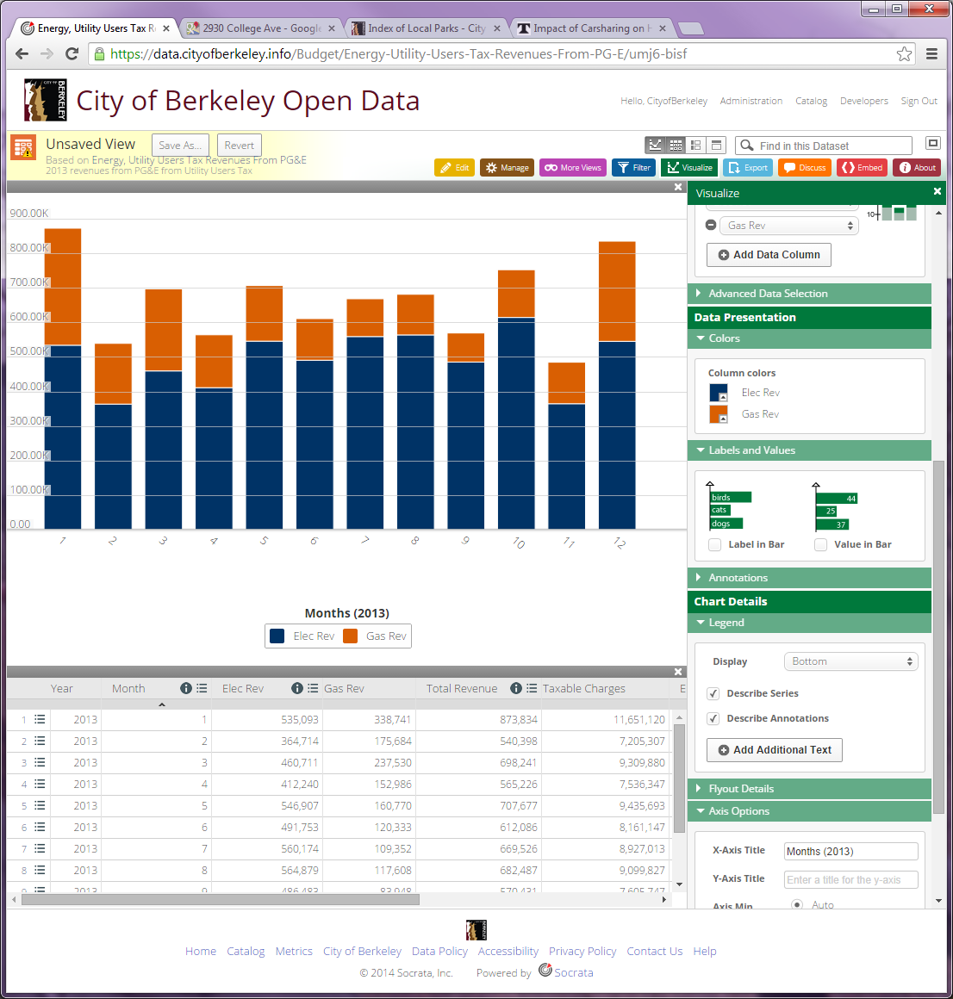 Energy, Utility Users Tax R
2930 College Ave - Google
Index of Local Parks - City
Impact of Carsharing on H
https://data.cityofberkeley.info/Budget/Energy-Utility-Users-Tax-Revenues-From-PG-E/umj6-bisf
CITY OF BERKELEY
City of Berkeley Open Data
Hello, CityofBerkeley Administration Catalog Developers Sign Out
Unsaved View Save As... Revert
Based on Energy, Utility Users Tax Revenues From PG&E
2013 revenues from PG&E from Utility Users Tax
Find in this Dataset
Edit Manage More Views Filter Visualize Export Discuss Embed About
900.00K
800.00K
700.00K
600.00K
500.00K
400.00K
300.00K
200.00K
100.00K
0.00
1 2 3 4 5 6 7 8 9 10 11 12
Months (2013)
Elec Rev Gas Rev
Year Month Elec Rev Gas Rev Total Revenue Taxable Charges E
1 2013 1 535,093 338,741 873,834 11,651,120
2 2013 2 364,714 175,684 540,398 7,205,307
3 2013 3 460,711 237,530 698,241 9,309,880
4 2013 4 412,240 152,986 565,226 7,536,347
5 2013 5 546,907 160,770 707,677 9,435,693
6 2013 6 491,753 120,333 612,086 8,161,147
7 2013 7 560,174 109,352 669,526 8,927,013
8 2013 8 564,879 117,608 682,487 9,099,827
9 2013 9 486,483 83,948 570,431 7,605,747
Visualize
10
Gas Rev
Add Data Column
Advanced Data Selection
Data Presentation
Colors
Column colors
Elec Rev
Gas Rev
Labels and Values
birds 44
cats 25
dogs 37
Label in Bar Value in Bar
Annotations
Chart Details
Legend
Display Bottom
Describe Series
Describe Annotations
Add Additional Text
Flyout Details
Axis Options
X-Axis Title Months (2013)
Y-Axis Title Enter a title for the y-axis
Axis Min Auto
BERKELEY
Home Catalog Metrics City of Berkeley Data Policy Accessibility Privacy Policy Contact Us Help
© 2014 Socrata, Inc. Powered by Socrata